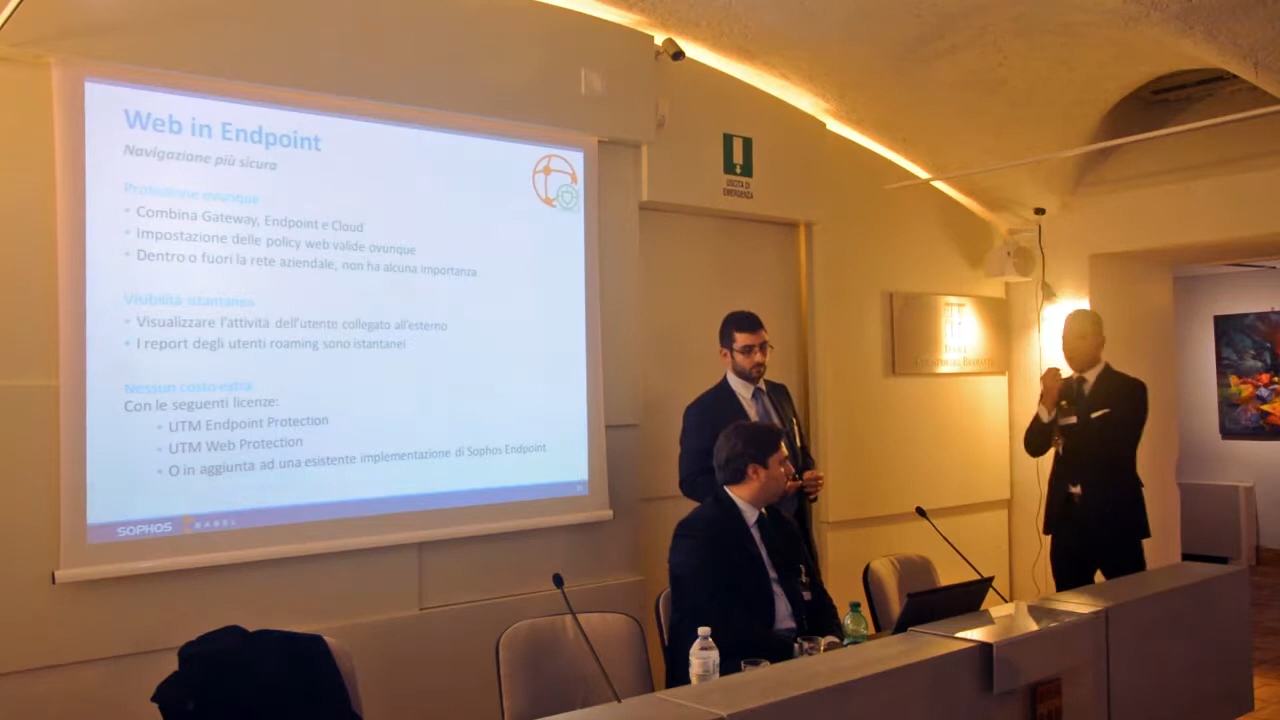 Web in Endpoint
Navigazione più sicura
Protezione ovunque
• Combina Gateway, Endpoint e Cloud
• Impostazione delle policy web valide ovunque
• Dentro o fuori la rete aziendale, non ha alcuna importanza
Visibilità istantanea
• Visualizzare l'attività dell'utente collegato all'esterno
• I report degli utenti roaming sono istantanei
Nessun costo extra
Con le seguenti licenze:
• UTM Endpoint Protection
• UTM Web Protection
• O in aggiunta ad una esistente implementazione di Sophos Endpoint
SOPHOS BABEL
USCITA DI
EMERGENZA